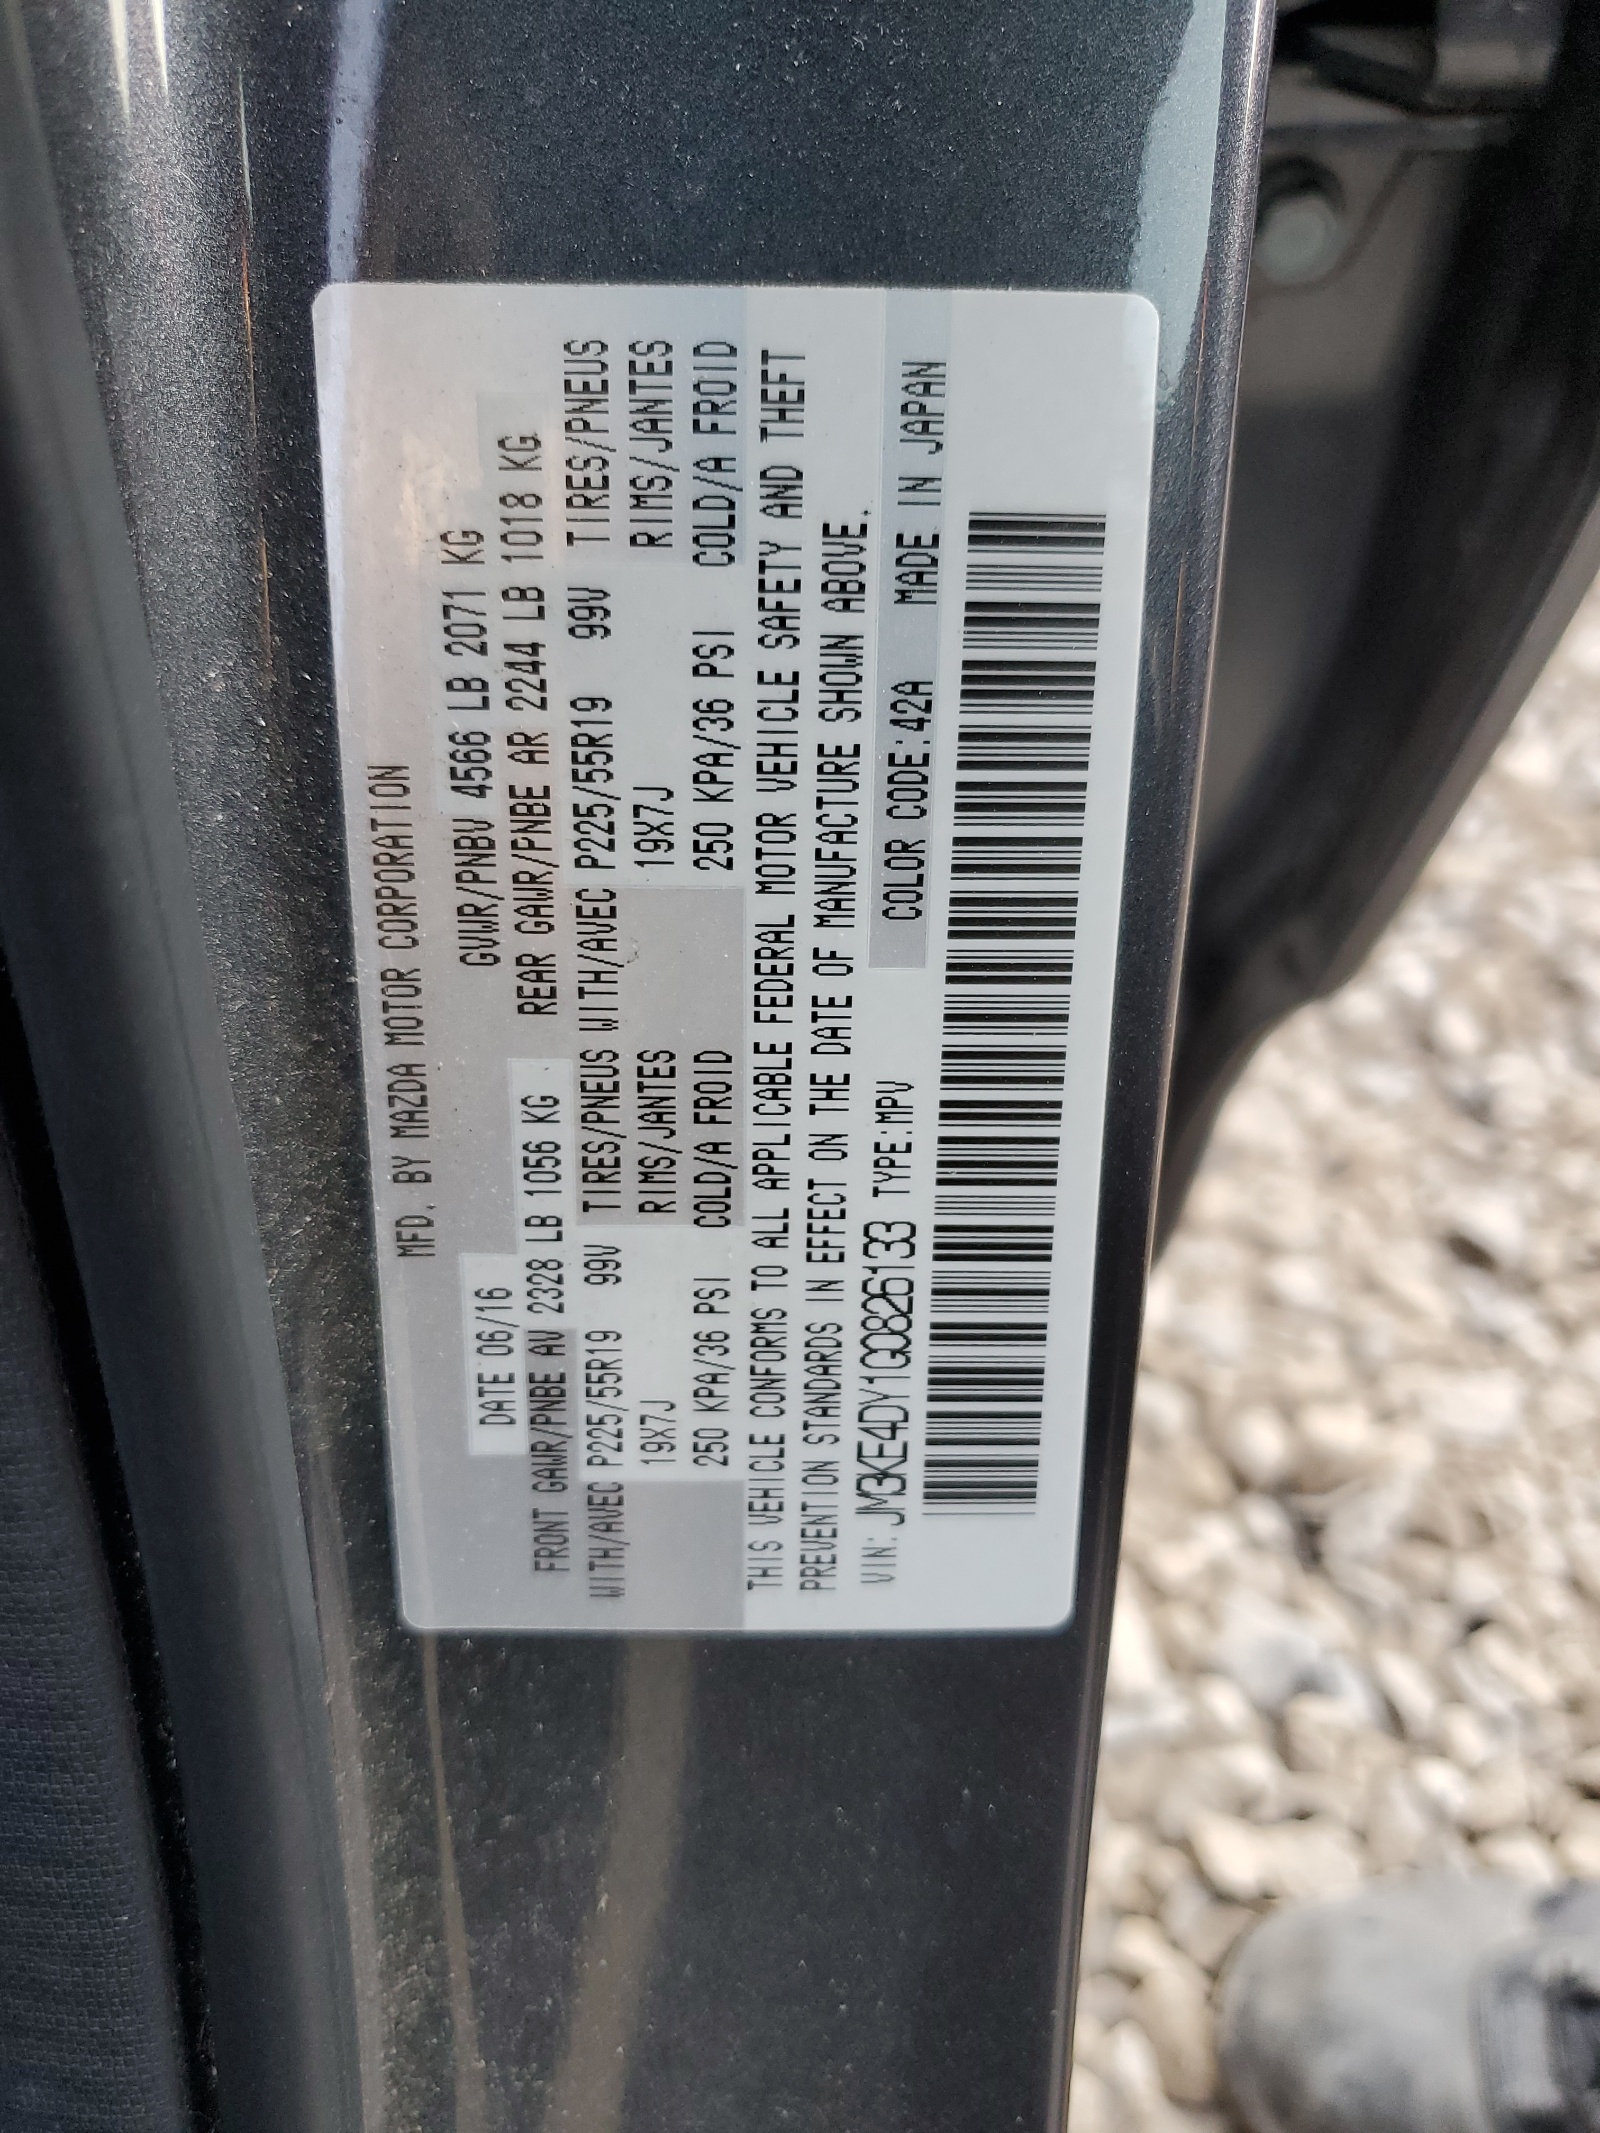 MFD. BY MAZDA MOTOR CORPORATION
DATE 06/16 GVWR/PNBV 4566 LB 2071 KG
FRONT GAWR/PNBE AV 2328 LB 1056 KG REAR GAWR/PNBE AR 2244 LB 1018 KG
WITH/AVEC P225/55R19 99V TIRES/PNEUS WITH/AVEC P225/55R19 99V TIRES/PNEUS
19X7J RIMS/JANTES 19X7J RIMS/JANTES
250 KPA/36 PSI COLD/A FROID 250 KPA/36 PSI COLD/A FROID
THIS VEHICLE CONFORMS TO ALL APPLICABLE FEDERAL MOTOR VEHICLE SAFETY AND THEFT
PREVENTION STANDARDS IN EFFECT ON THE DATE OF MANUFACTURE SHOWN ABOVE.
VIN: JM3KE4DY1G0826133 TYPE:MPV COLOR CODE:42A MADE IN JAPAN